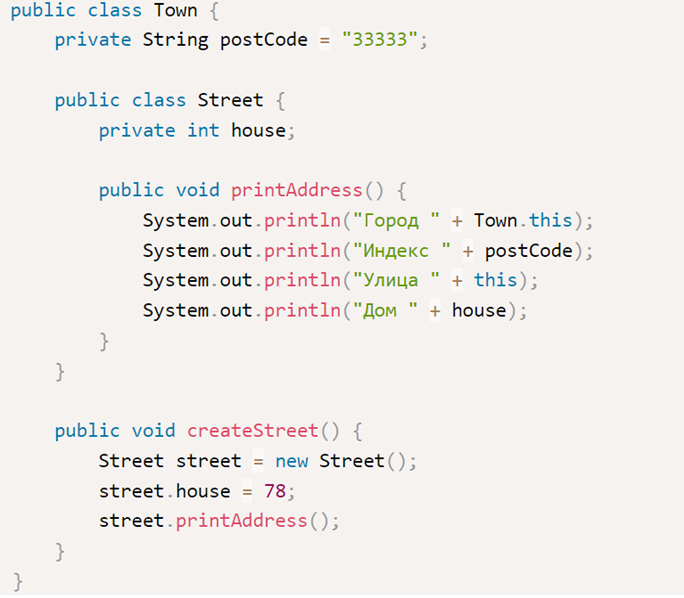 public class Town {
    private String postCode = "33333";

    public class Street {
        private int house;

        public void printAddress() {
            System.out.println("Город " + Town.this);
            System.out.println("Индекс " + postCode);
            System.out.println("Улица " + this);
            System.out.println("Дом " + house);
        }
    }

    public void createStreet() {
        Street street = new Street();
        street.house = 78;
        street.printAddress();
    }
}